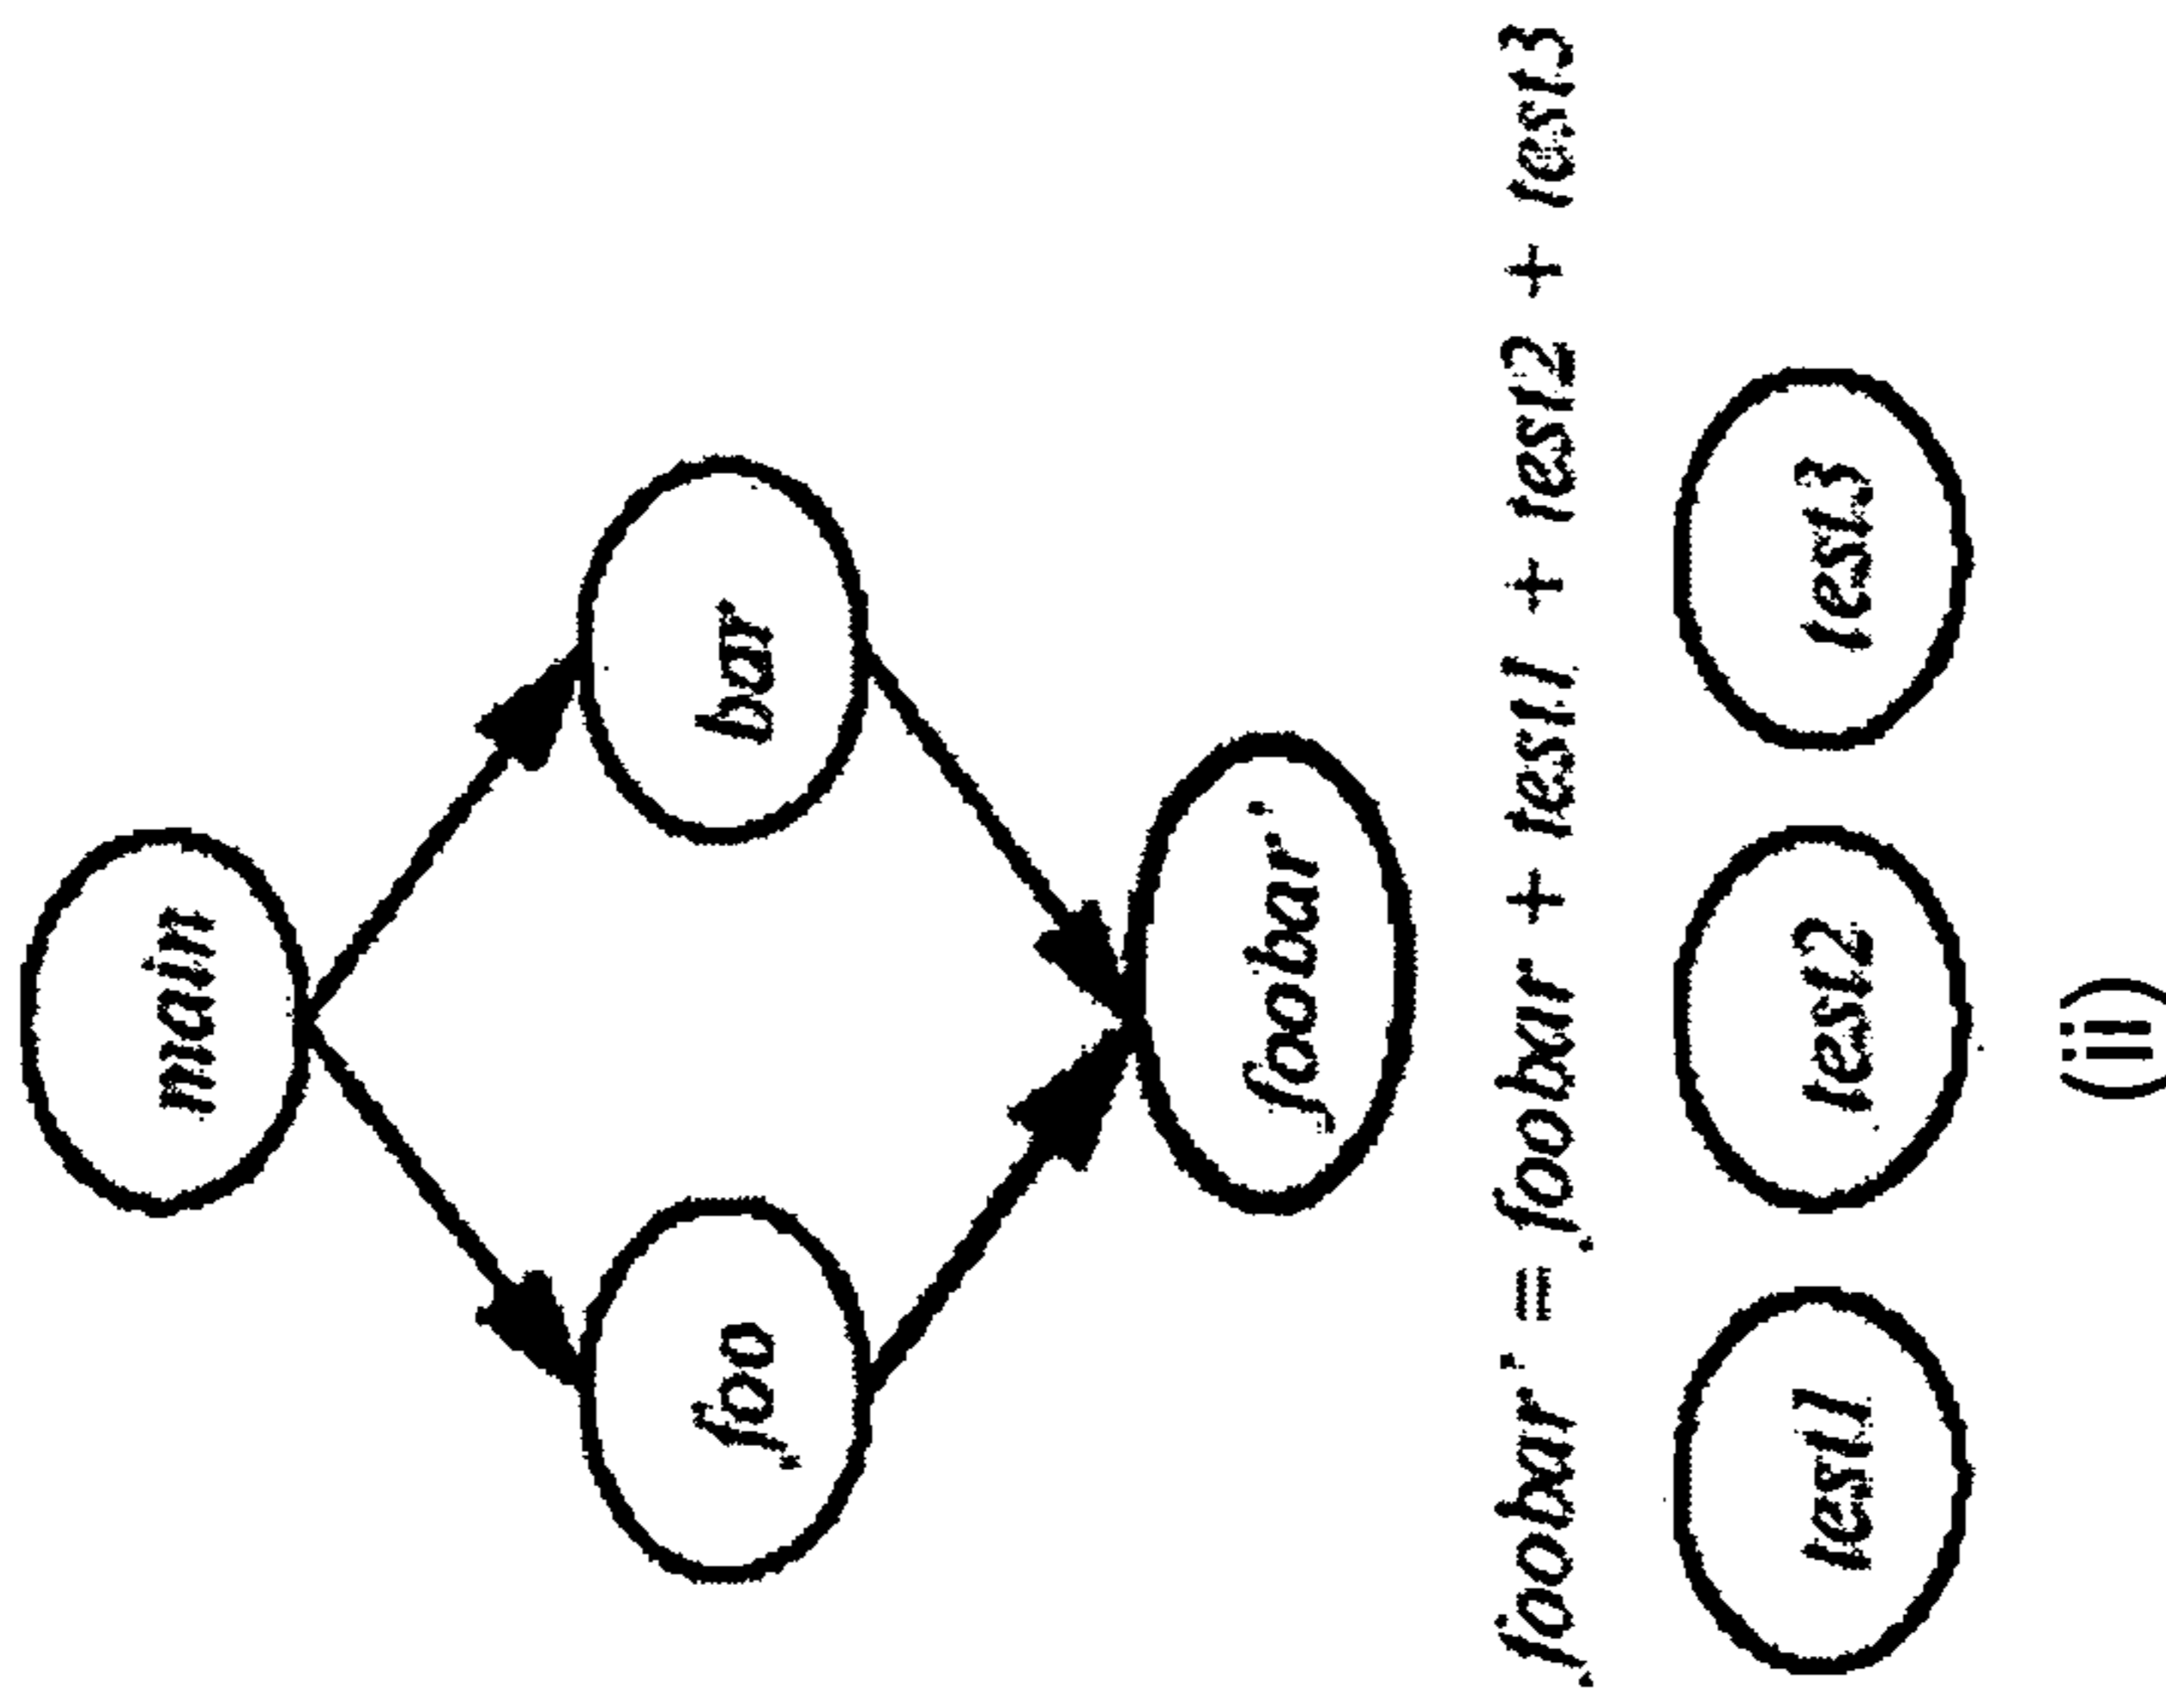 main
foo bar
foobar'
foobar' = foobar + test1 + test2 + test3
test1 test2 test3
(ii)